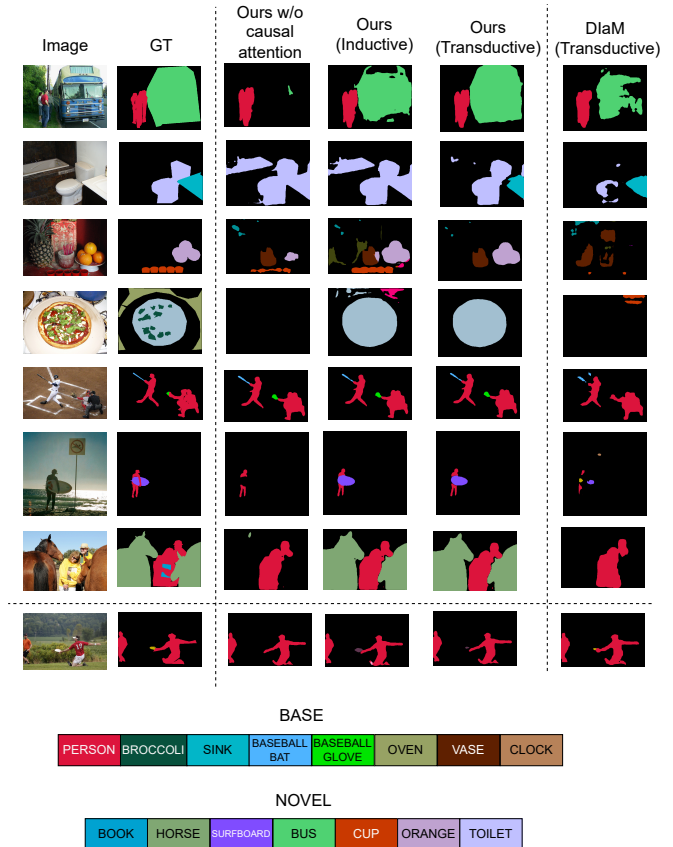 Image
GT
Ours w/o
causal
attention
Ours
(Inductive)
Ours
(Transductive)
DIaM
(Transductive)
BASE
PERSON
BROCCOLI
SINK
BASEBALL
BAT
BASEBALL
GLOVE
OVEN
VASE
CLOCK
NOVEL
BOOK
HORSE
SURFBOARD
BUS
CUP
ORANGE
TOILET